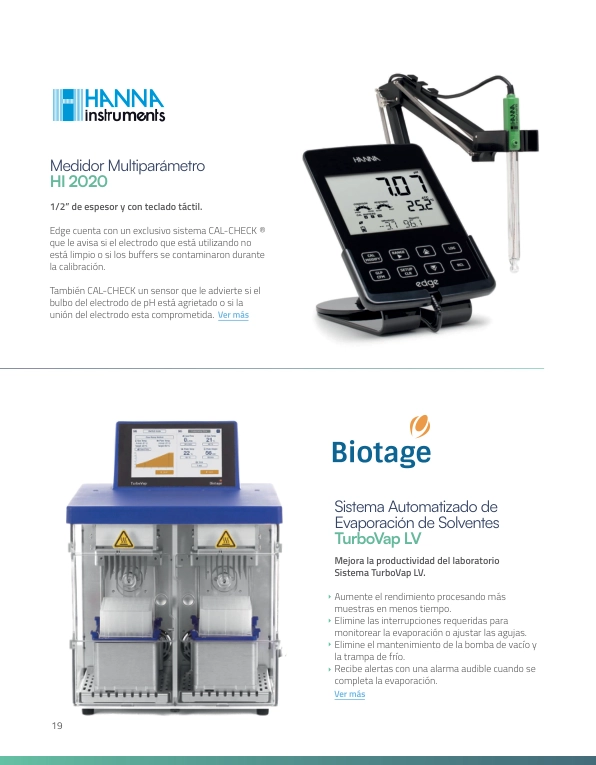 HANNA
instruments
Medidor Multiparámetro
HI 2020
1/2” de espesor y con teclado táctil.
Edge cuenta con un exclusivo sistema CAL-CHECK ®
que le avisa si el electrodo que está utilizando no
está limpio o si los buffers se contaminaron durante
la calibración.
También CAL-CHECK un sensor que le advierte si el
bulbo del electrodo de pH está agrietado o si la
unión del electrodo esta comprometida. Ver más
HANNA
7.07
25.2
edge
Biotage
Sistema Automatizado de
Evaporación de Solventes
TurboVap LV
Mejora la productividad del laboratorio
Sistema TurboVap LV.
Aumente el rendimiento procesando más
muestras en menos tiempo.
Elimine las interrupciones requeridas para
monitorear la evaporación o ajustar las agujas.
Elimine el mantenimiento de la bomba de vacío y
la trampa de frío.
Recibe alertas con una alarma audible cuando se
completa la evaporación.
Ver más
TurboVap
Biotage
19